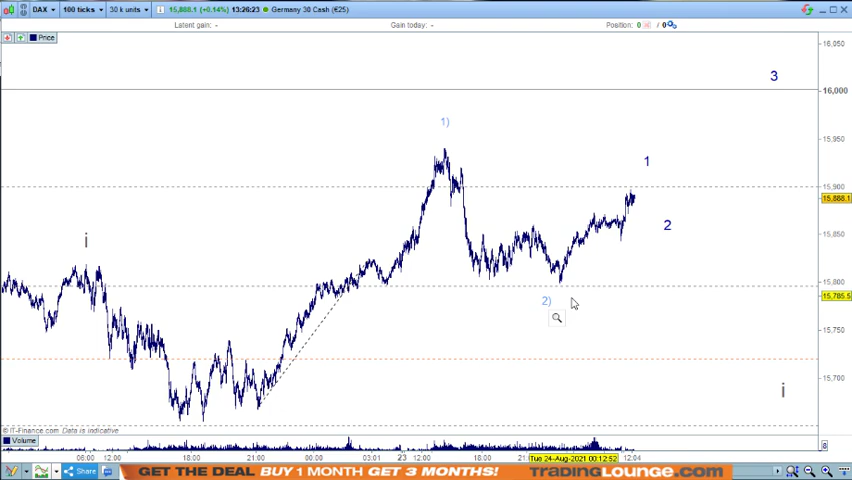 DAX 100 ticks 30 k units 15,888.1 (+0.14%) 13:26:23 Germany 30 Cash (€25)
Latent gain: - Gain today: - Position: 0 / 0
Price
16,050
3
16,000
1)
15,950
1
15,900
15,888.1
2
i
15,850
15,800
2)
15,785.5
15,750
15,700
i
© IT-Finance.com Data is indicative
Volume
06:00 12:00 18:00 21:00 00:00 03:01 23 12:00 18:00 21: Tue 24-Aug-2021 00:12:52 12:04
Share GET THE DEAL BUY 1 MONTH GET 3 MONTHS! TRADINGLOUNGE.COM